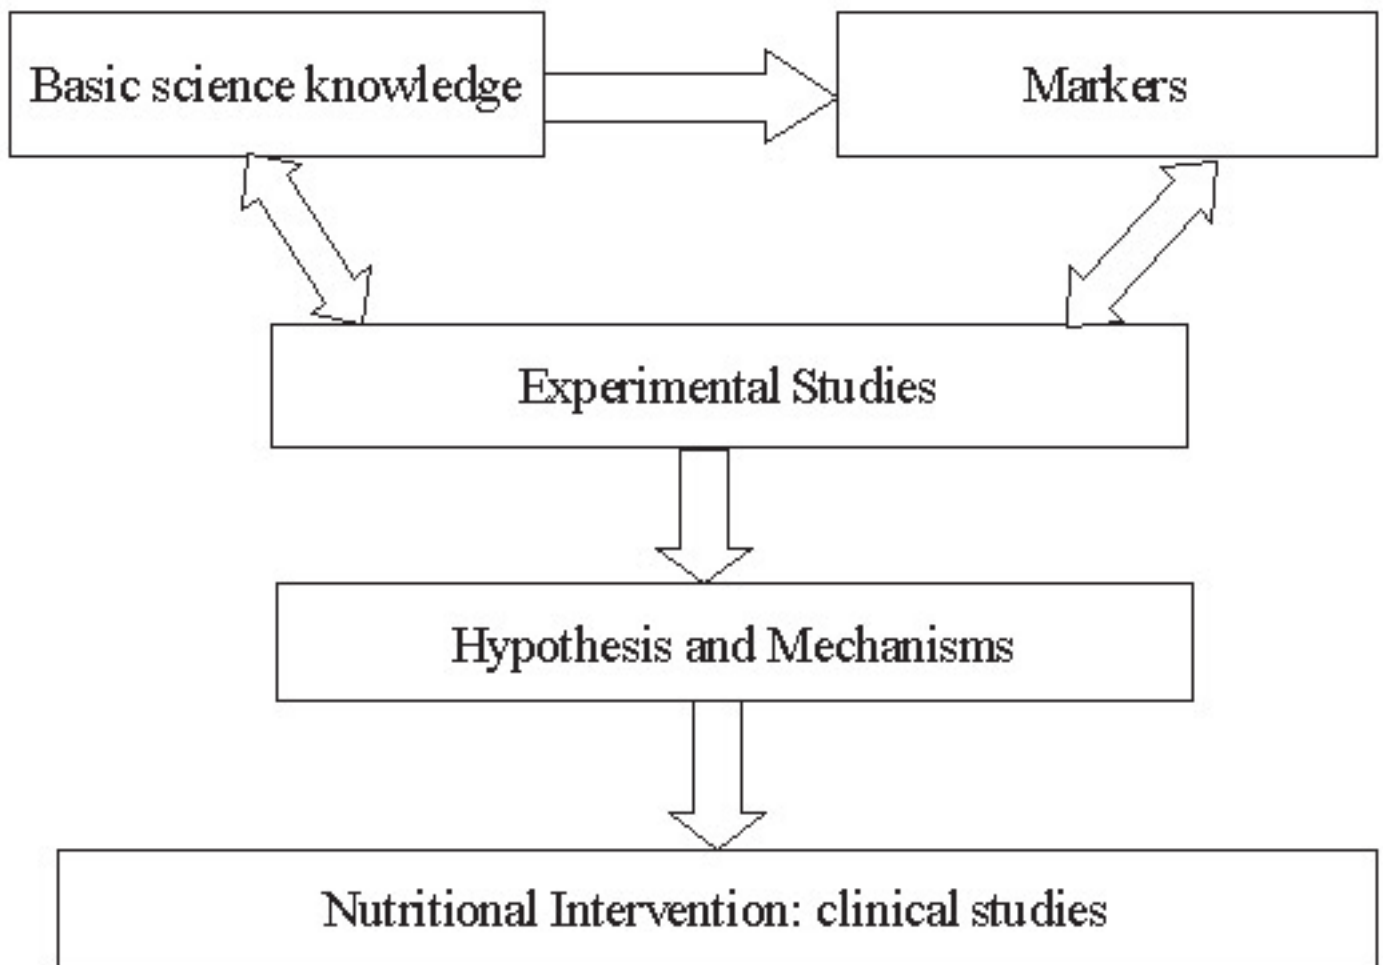 Basic science knowledge
Markers
Experimental Studies
Hypothesis and Mechanisms
Nutritional Intervention: clinical studies